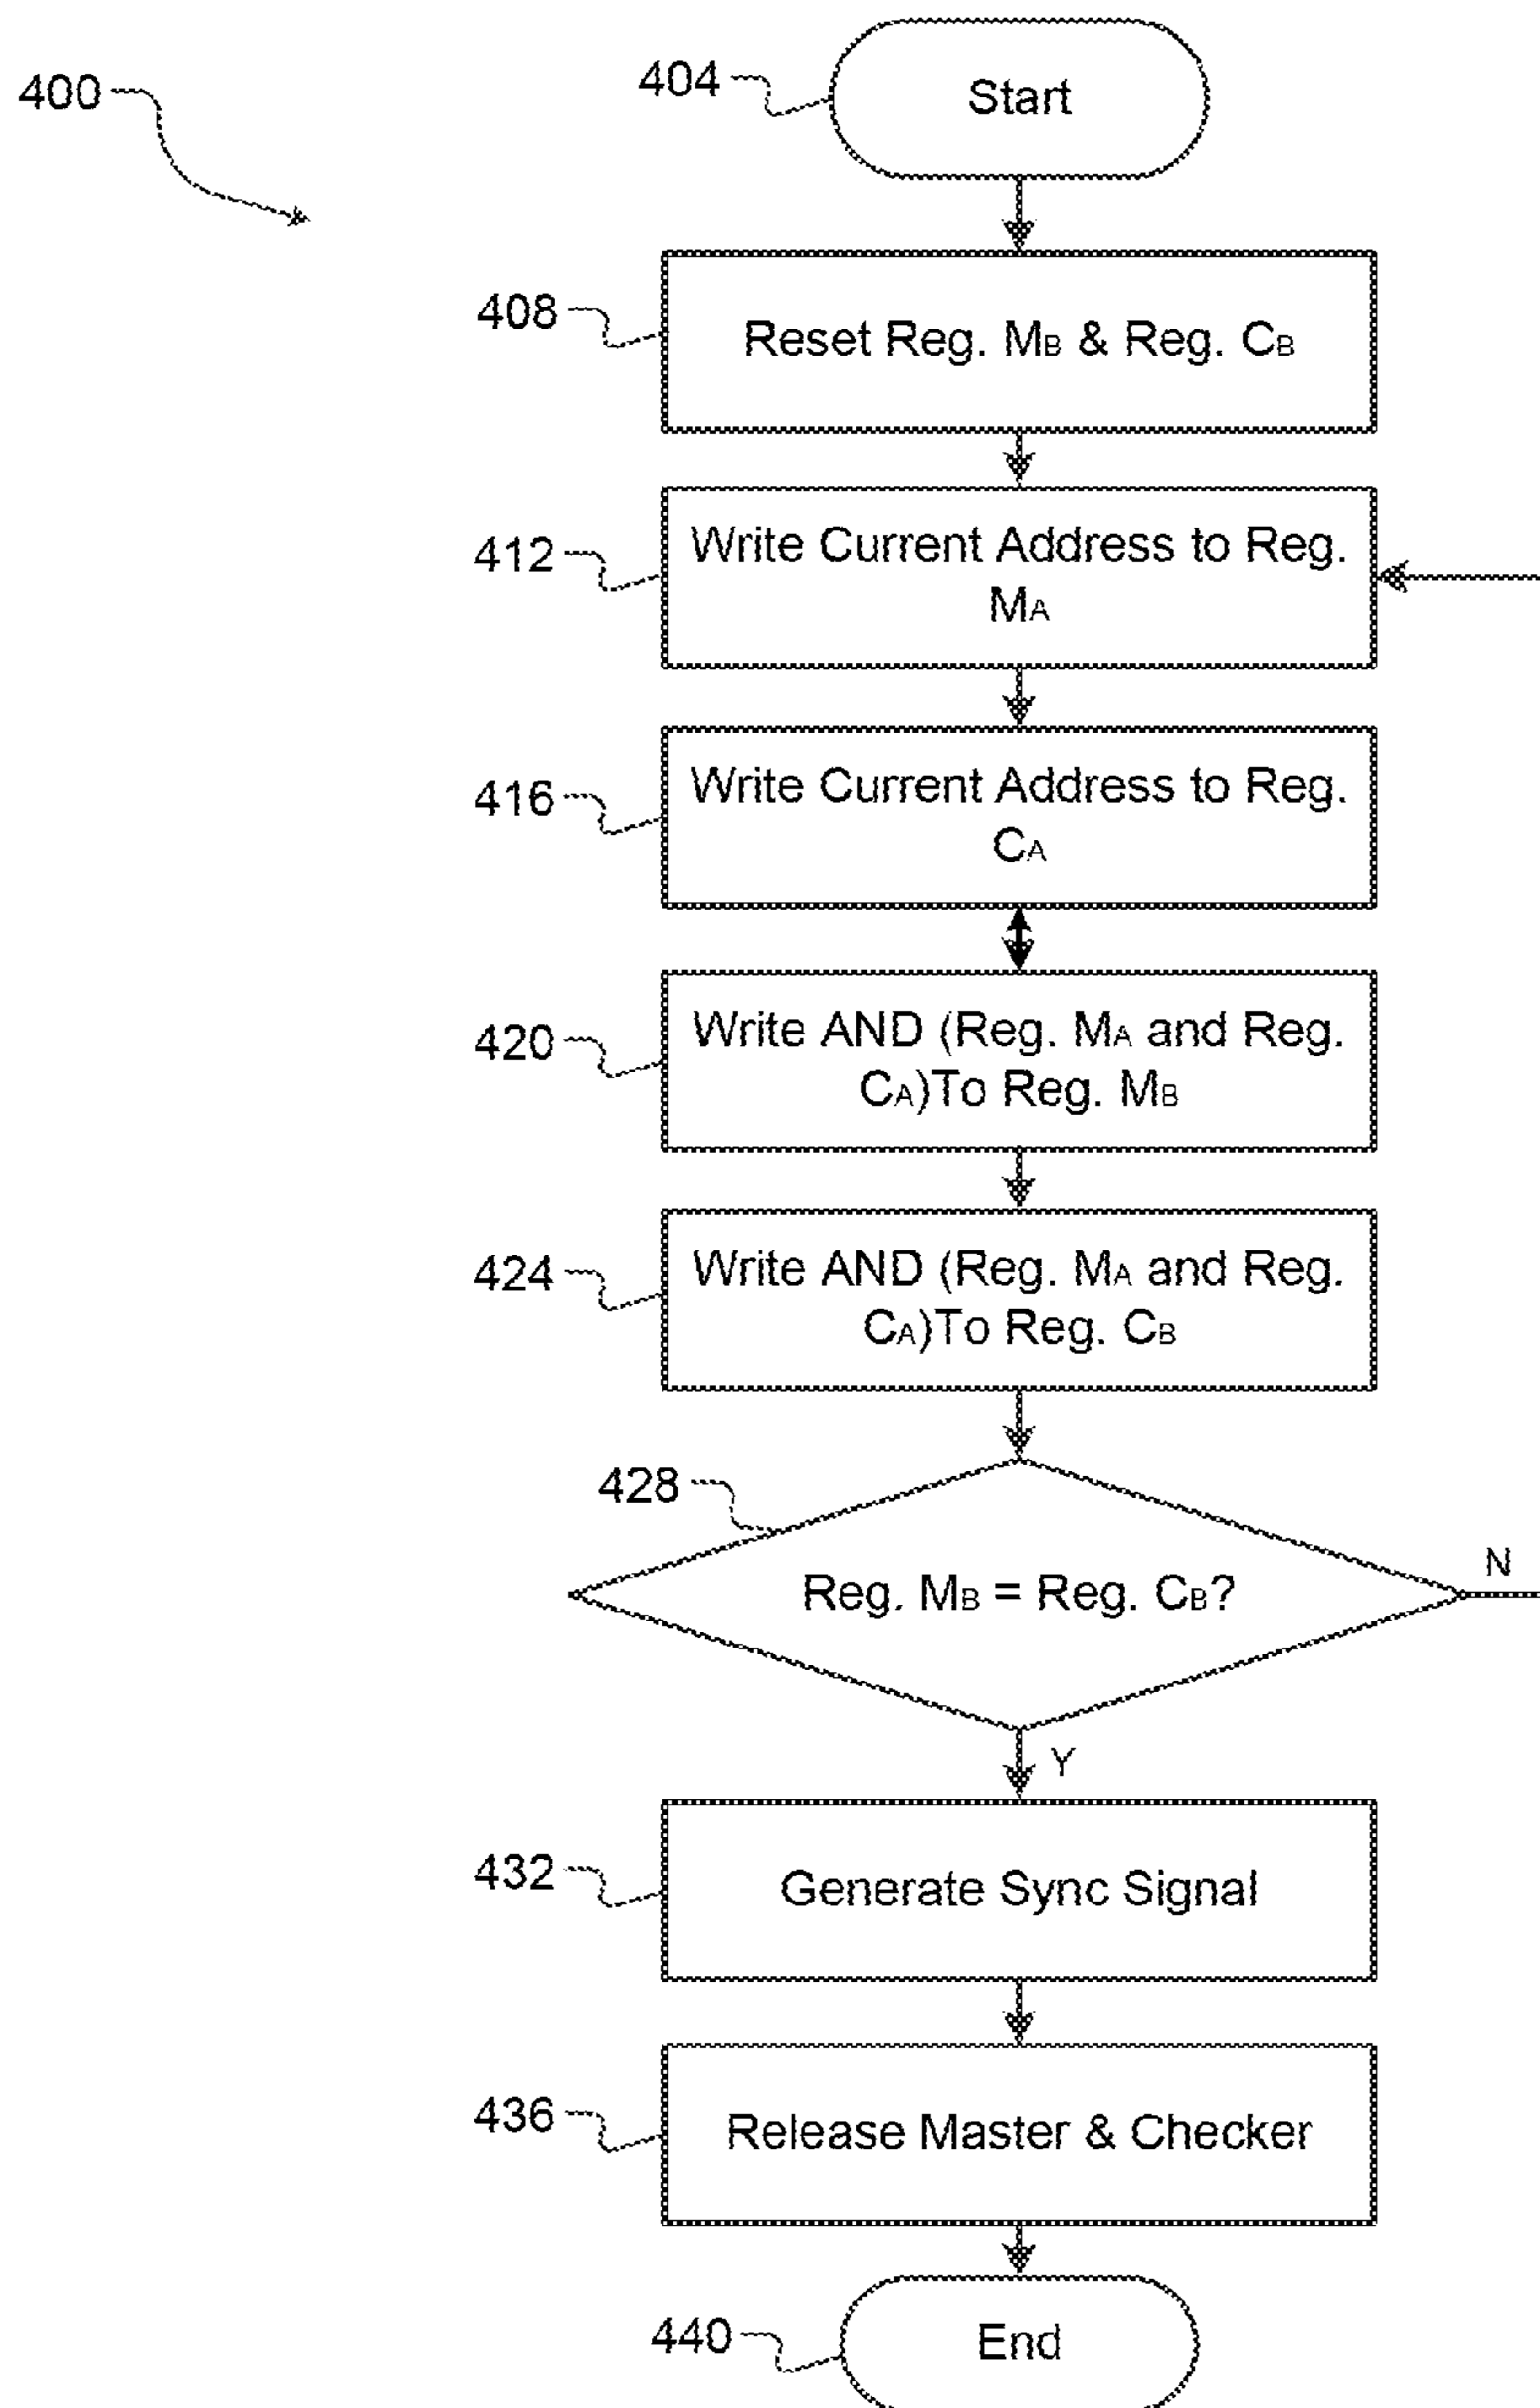 400
404
Start
408
Reset Reg. MB & Reg. CB
412
Write Current Address to Reg.
MA
416
Write Current Address to Reg.
CA
420
Write AND (Reg. MA and Reg.
CA)To Reg. MB
424
Write AND (Reg. MA and Reg.
CA)To Reg. CB
428
Reg. MB = Reg. CB?
N
Y
432
Generate Sync Signal
436
Release Master & Checker
440
End